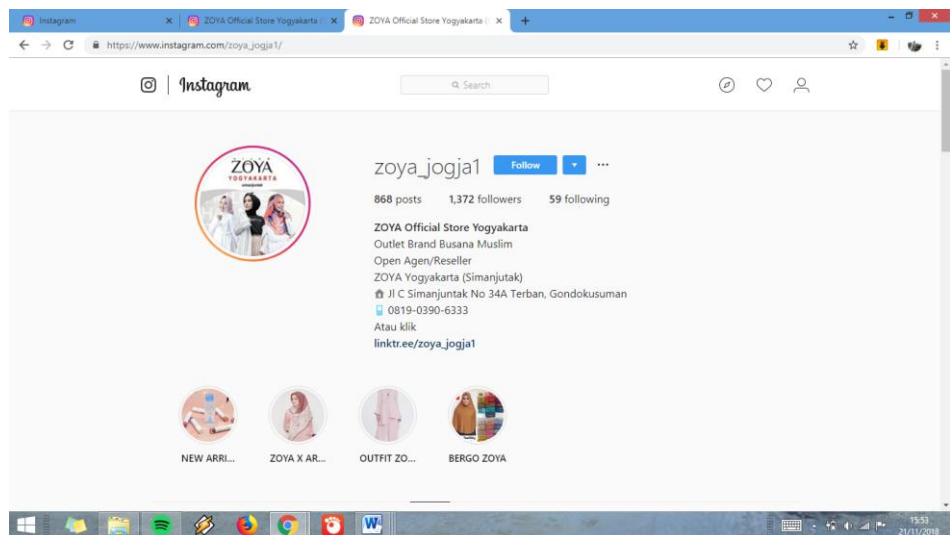 Instagram
ZOYA Official Store Yogyakarta (
ZOYA Official Store Yogyakarta (
https://www.instagram.com/zoya_jogja1/
Instagram
Search
ZOYA
YOGYAKARTA
zoya_jogja1 Follow
868 posts 1,372 followers 59 following
ZOYA Official Store Yogyakarta
Outlet Brand Busana Muslim
Open Agen/Reseller
ZOYA Yogyakarta (Simanjutak)
Jl C Simanjuntak No 34A Terban, Gondokusuman
0819-0390-6333
Atau klik
linktr.ee/zoya_jogja1
NEW ARRI... ZOYA X AR... OUTFIT ZO... BERGO ZOYA
15:53
21/11/2018